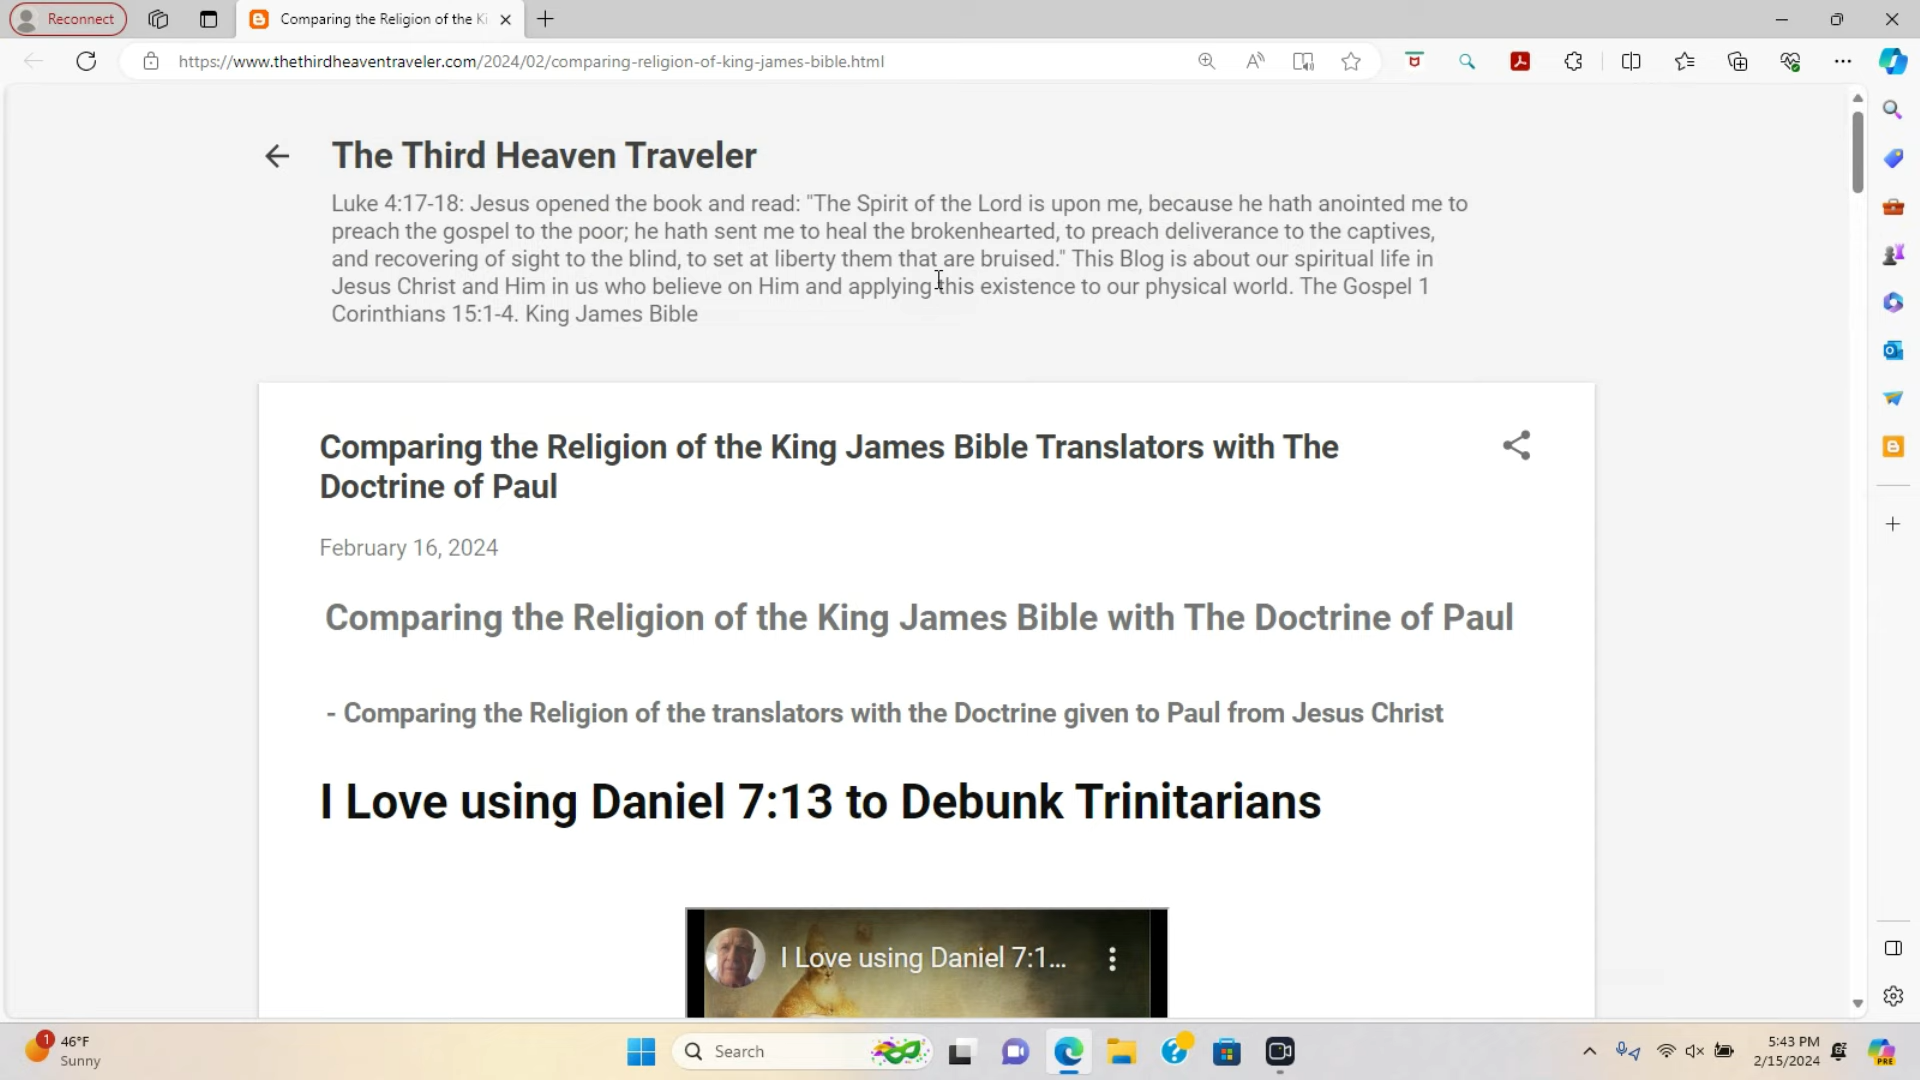 Reconnect
Comparing the Religion of the Ki
https://www.thethirdheaventraveler.com/2024/02/comparing-religion-of-king-james-bible.html
The Third Heaven Traveler
Luke 4:17-18: Jesus opened the book and read: "The Spirit of the Lord is upon me, because he hath anointed me to
preach the gospel to the poor; he hath sent me to heal the brokenhearted, to preach deliverance to the captives,
and recovering of sight to the blind, to set at liberty them that are bruised." This Blog is about our spiritual life in
Jesus Christ and Him in us who believe on Him and applying this existence to our physical world. The Gospel 1
Corinthians 15:1-4. King James Bible
Comparing the Religion of the King James Bible Translators with The
Doctrine of Paul
February 16, 2024
Comparing the Religion of the King James Bible with The Doctrine of Paul
- Comparing the Religion of the translators with the Doctrine given to Paul from Jesus Christ
I Love using Daniel 7:13 to Debunk Trinitarians
I Love using Daniel 7:1...
1
46°F
Sunny
Search
5:43 PM
2/15/2024
PRE